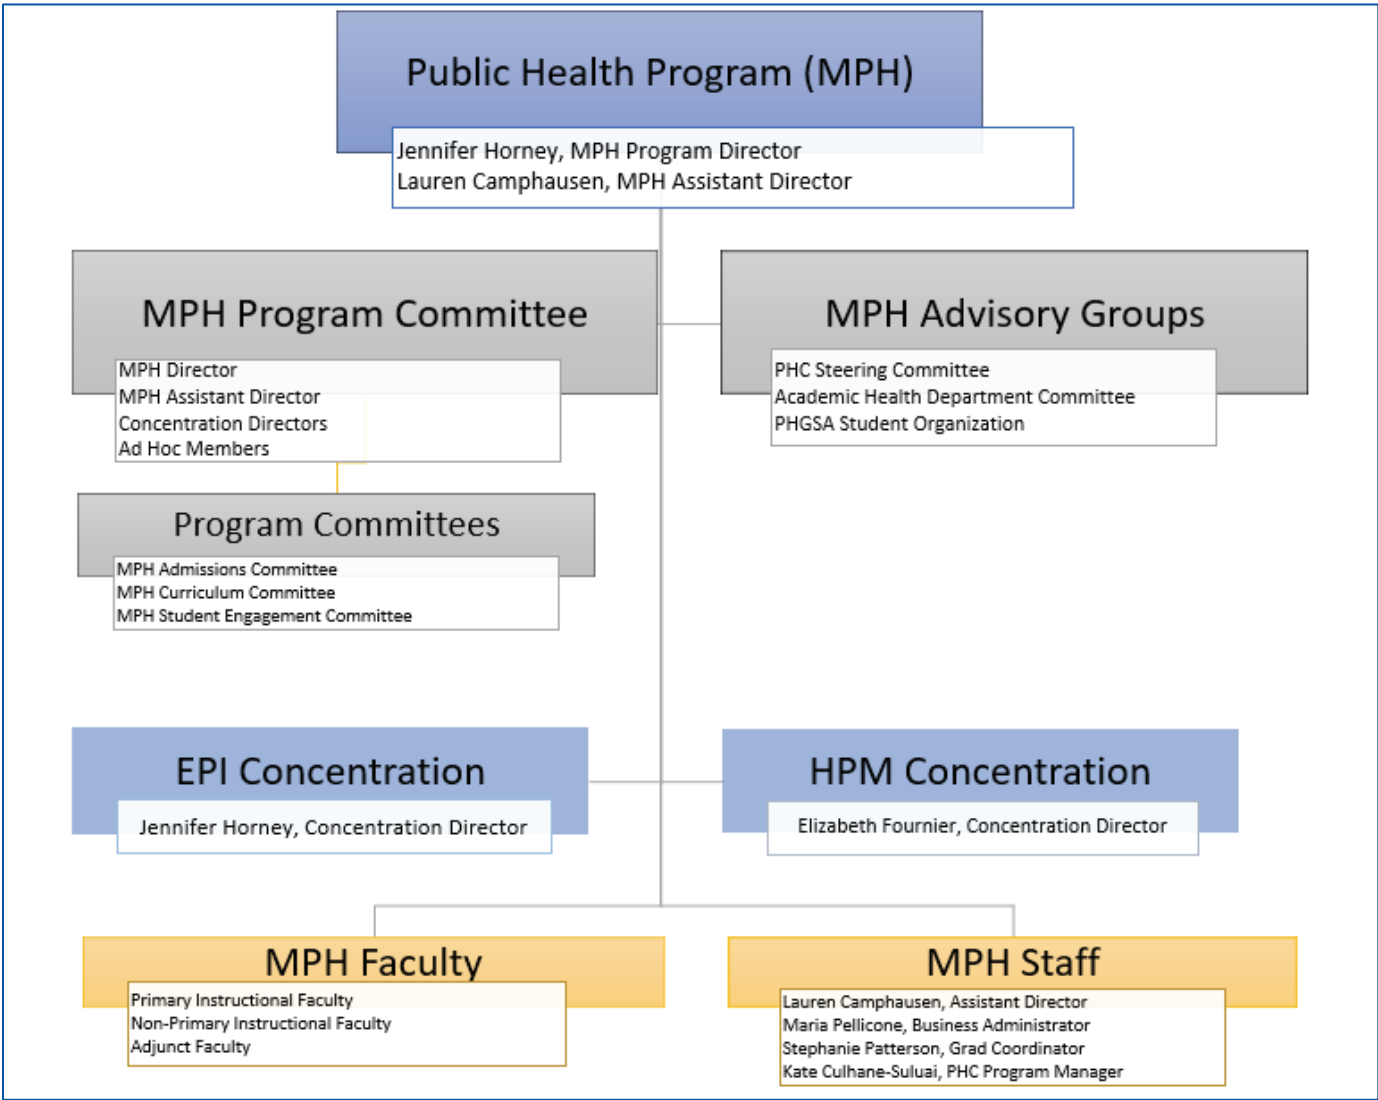 Public Health Program (MPH)
Jennifer Horney, MPH Program Director
Lauren Camphausen, MPH Assistant Director
MPH Program Committee
MPH Director
MPH Assistant Director
Concentration Directors
Ad Hoc Members
MPH Advisory Groups
PHC Steering Committee
Academic Health Department Committee
PHGSA Student Organization
Program Committees
MPH Admissions Committee
MPH Curriculum Committee
MPH Student Engagement Committee
EPI Concentration
Jennifer Horney, Concentration Director
HPM Concentration
Elizabeth Fournier, Concentration Director
MPH Faculty
Primary Instructional Faculty
Non-Primary Instructional Faculty
Adjunct Faculty
MPH Staff
Lauren Camphausen, Assistant Director
Maria Pellicone, Business Administrator
Stephanie Patterson, Grad Coordinator
Kate Culhane-Suluai, PHC Program Manager